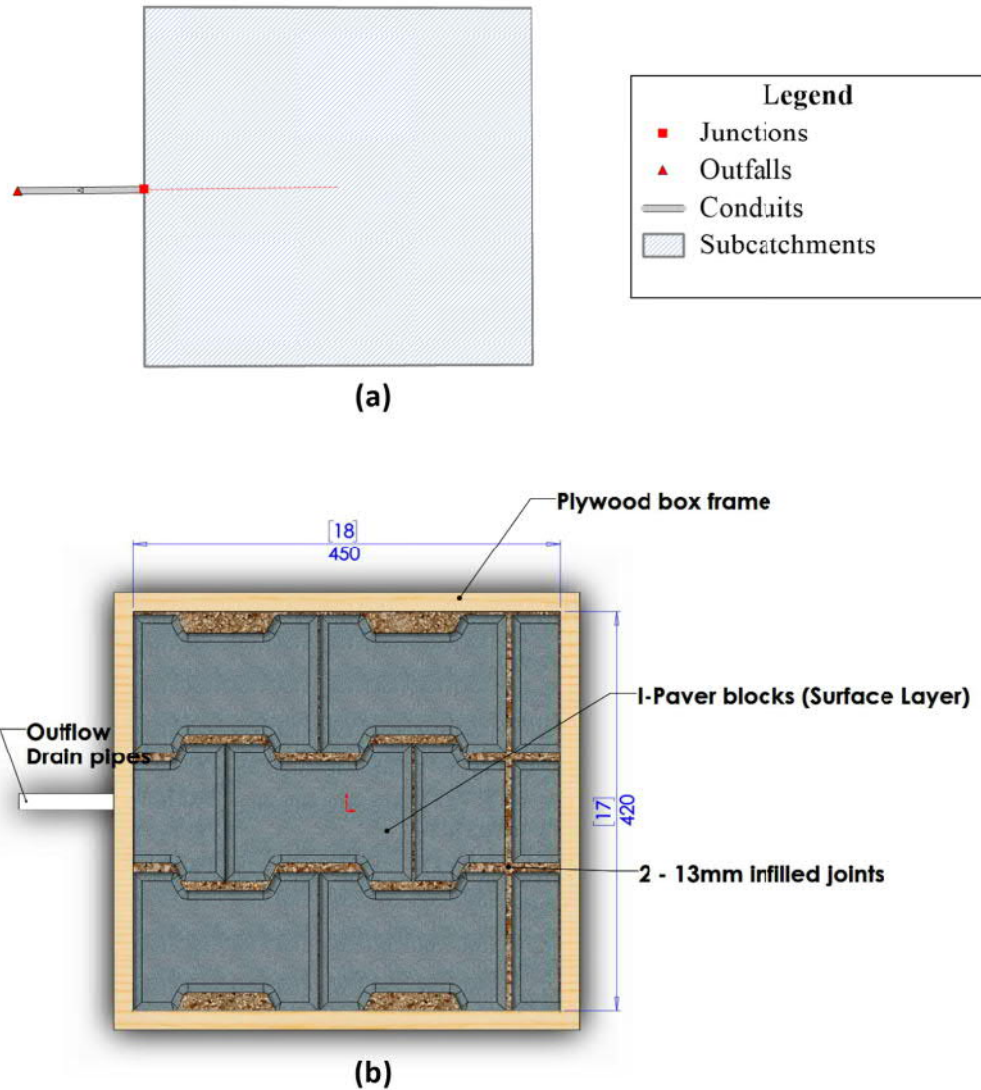 Legend
Junctions
Outfalls
Conduits
Subcatchments
(a)
Plywood box frame
[18]
450
I-Paver blocks (Surface Layer)
Outflow
Drain pipes
[17]
420
2 - 13mm infilled joints
(b)